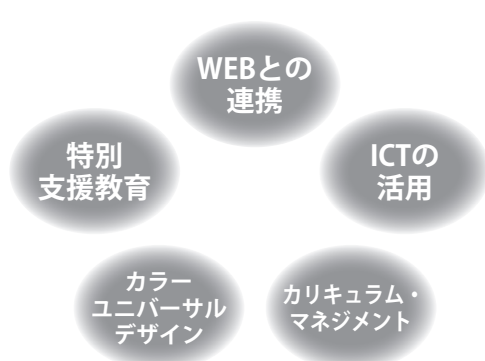 WEBとの
連携
特別
支援教育
ICTの
活用
カラー
ユニバーサル
デザイン
カリキュラム・
マネジメント